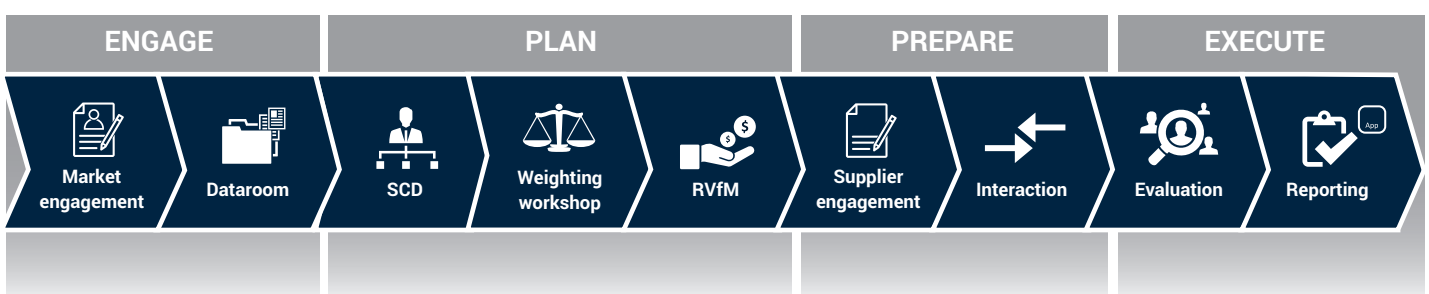 ENGAGE
PLAN
PREPARE
EXECUTE
Market
engagement
Dataroom
SCD
Weighting
workshop
$
$
RVfM
Supplier
engagement
Interaction
Evaluation
App
Reporting